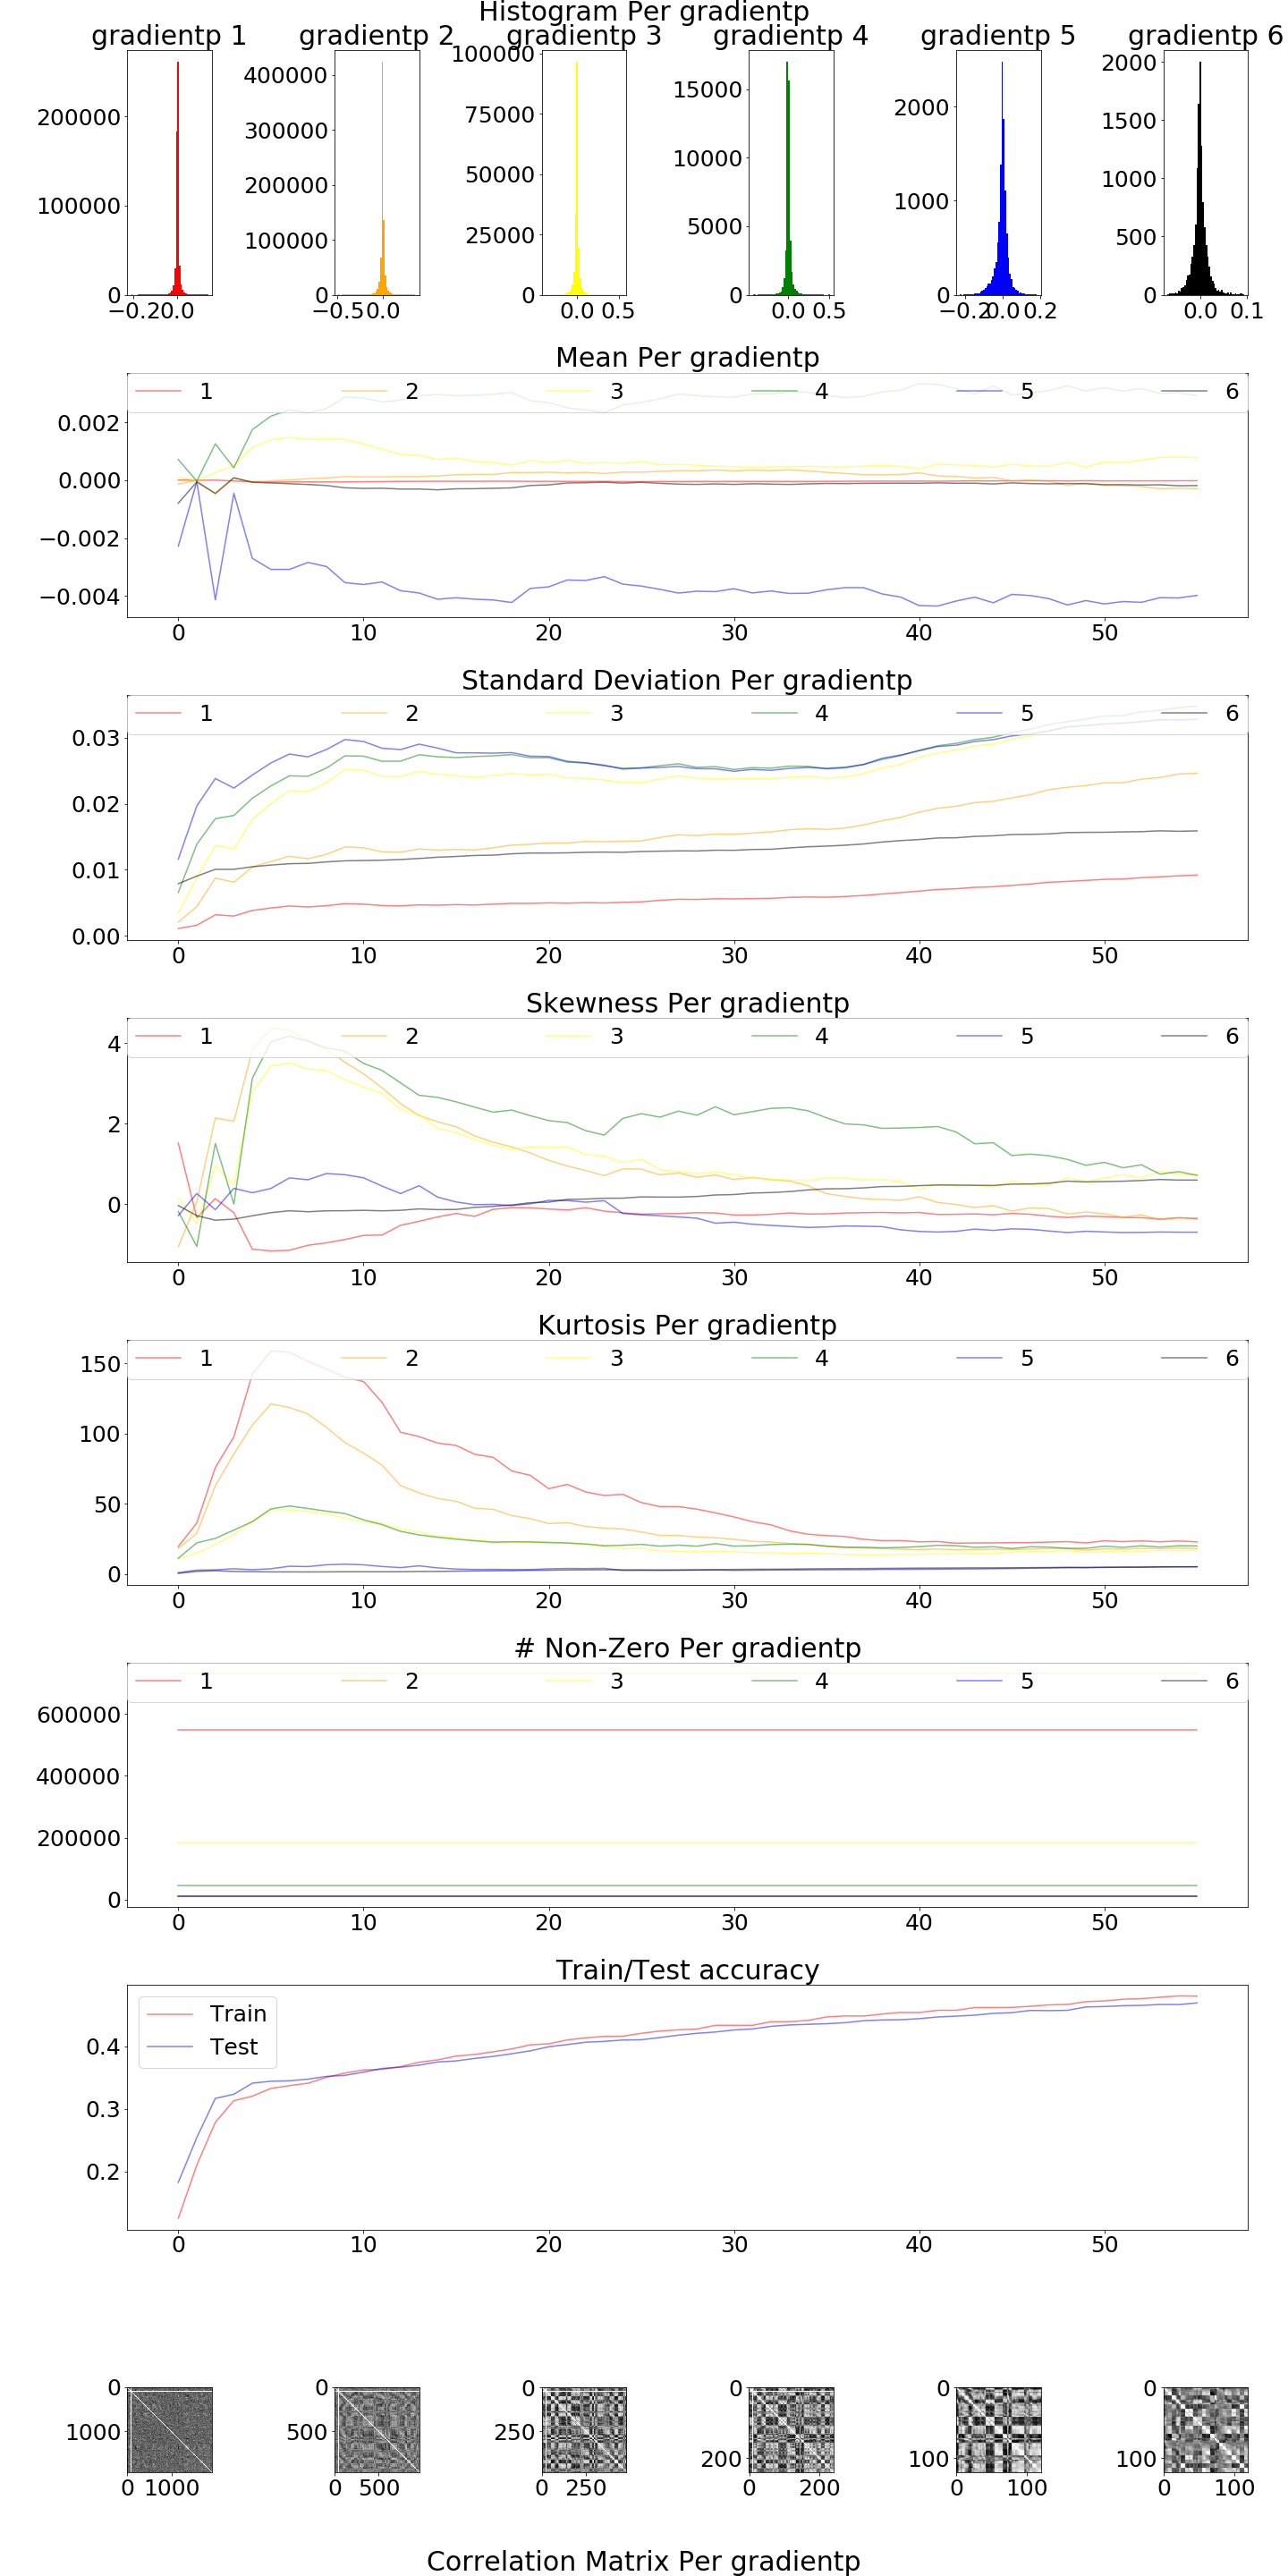 Histogram Per gradientp
gradientp 1 gradientp 2 gradientp 3 gradientp 4 gradientp 5 gradientp 6
200000 100000 0 −0.2 0.0
400000 300000 200000 100000 0 −0.5 0.0
100000 75000 50000 25000 0 0.0 0.5
15000 10000 5000 0 0.0 0.5
2000 1000 0 −0.2 0.0 0.2
2000 1500 1000 500 0 0.0 0.1
Mean Per gradientp
1 2 3 4 5 6
0.002
0.000
−0.002
−0.004
0 10 20 30 40 50
Standard Deviation Per gradientp
1 2 3 4 5 6
0.03
0.02
0.01
0.00
0 10 20 30 40 50
Skewness Per gradientp
1 2 3 4 5 6
4
2
0
0 10 20 30 40 50
Kurtosis Per gradientp
1 2 3 4 5 6
150
100
50
0
0 10 20 30 40 50
# Non-Zero Per gradientp
1 2 3 4 5 6
600000
400000
200000
0
0 10 20 30 40 50
Train/Test accuracy
Train
Test
0.4
0.3
0.2
0 10 20 30 40 50
0 1000 0 1000
0 500 0 500
0 250 0 250
0 200 0 200
0 100 0 100
0 100 0 100
Correlation Matrix Per gradientp